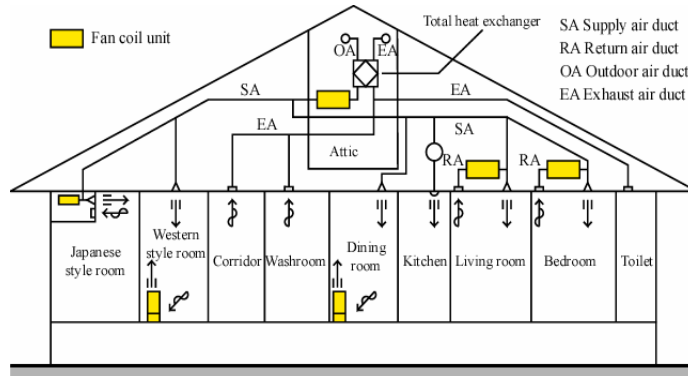 Total heat exchanger
SA Supply air duct
RA Return air duct
OA Outdoor air duct
EA Exhaust air duct
Fan coil unit
OA
EA
SA
EA
EA
SA
Attic
RA
RA
Japanese
style room
Western
style room
Corridor
Washroom
Dining
room
Kitchen
Living room
Bedroom
Toilet